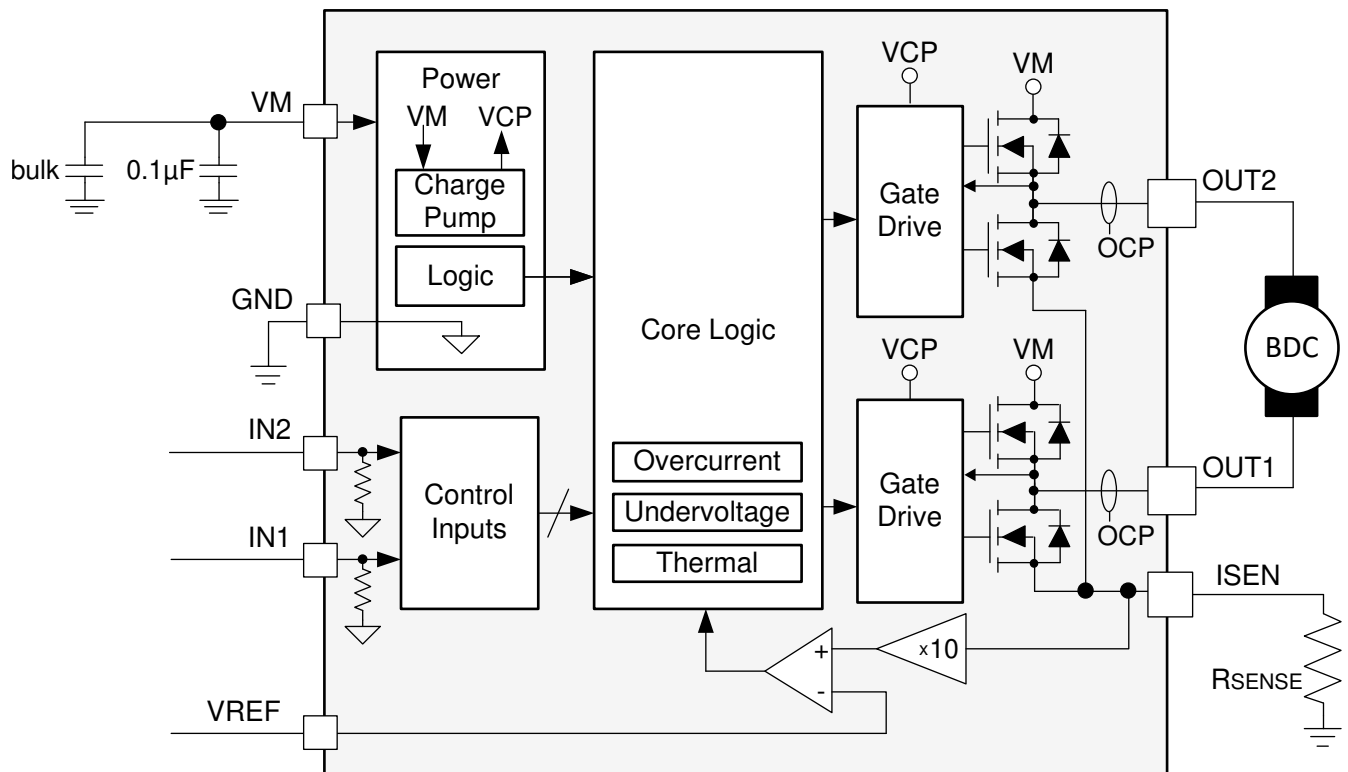 Power
VM
VCP
Charge
Pump
Logic
VM
bulk
0.1µF
GND
IN2
IN1
VREF
Control
Inputs
Core Logic
Overcurrent
Undervoltage
Thermal
VCP
VM
Gate
Drive
OCP
OUT2
BDC
VCP
VM
Gate
Drive
OCP
OUT1
ISEN
x10
+
-
RSENSE